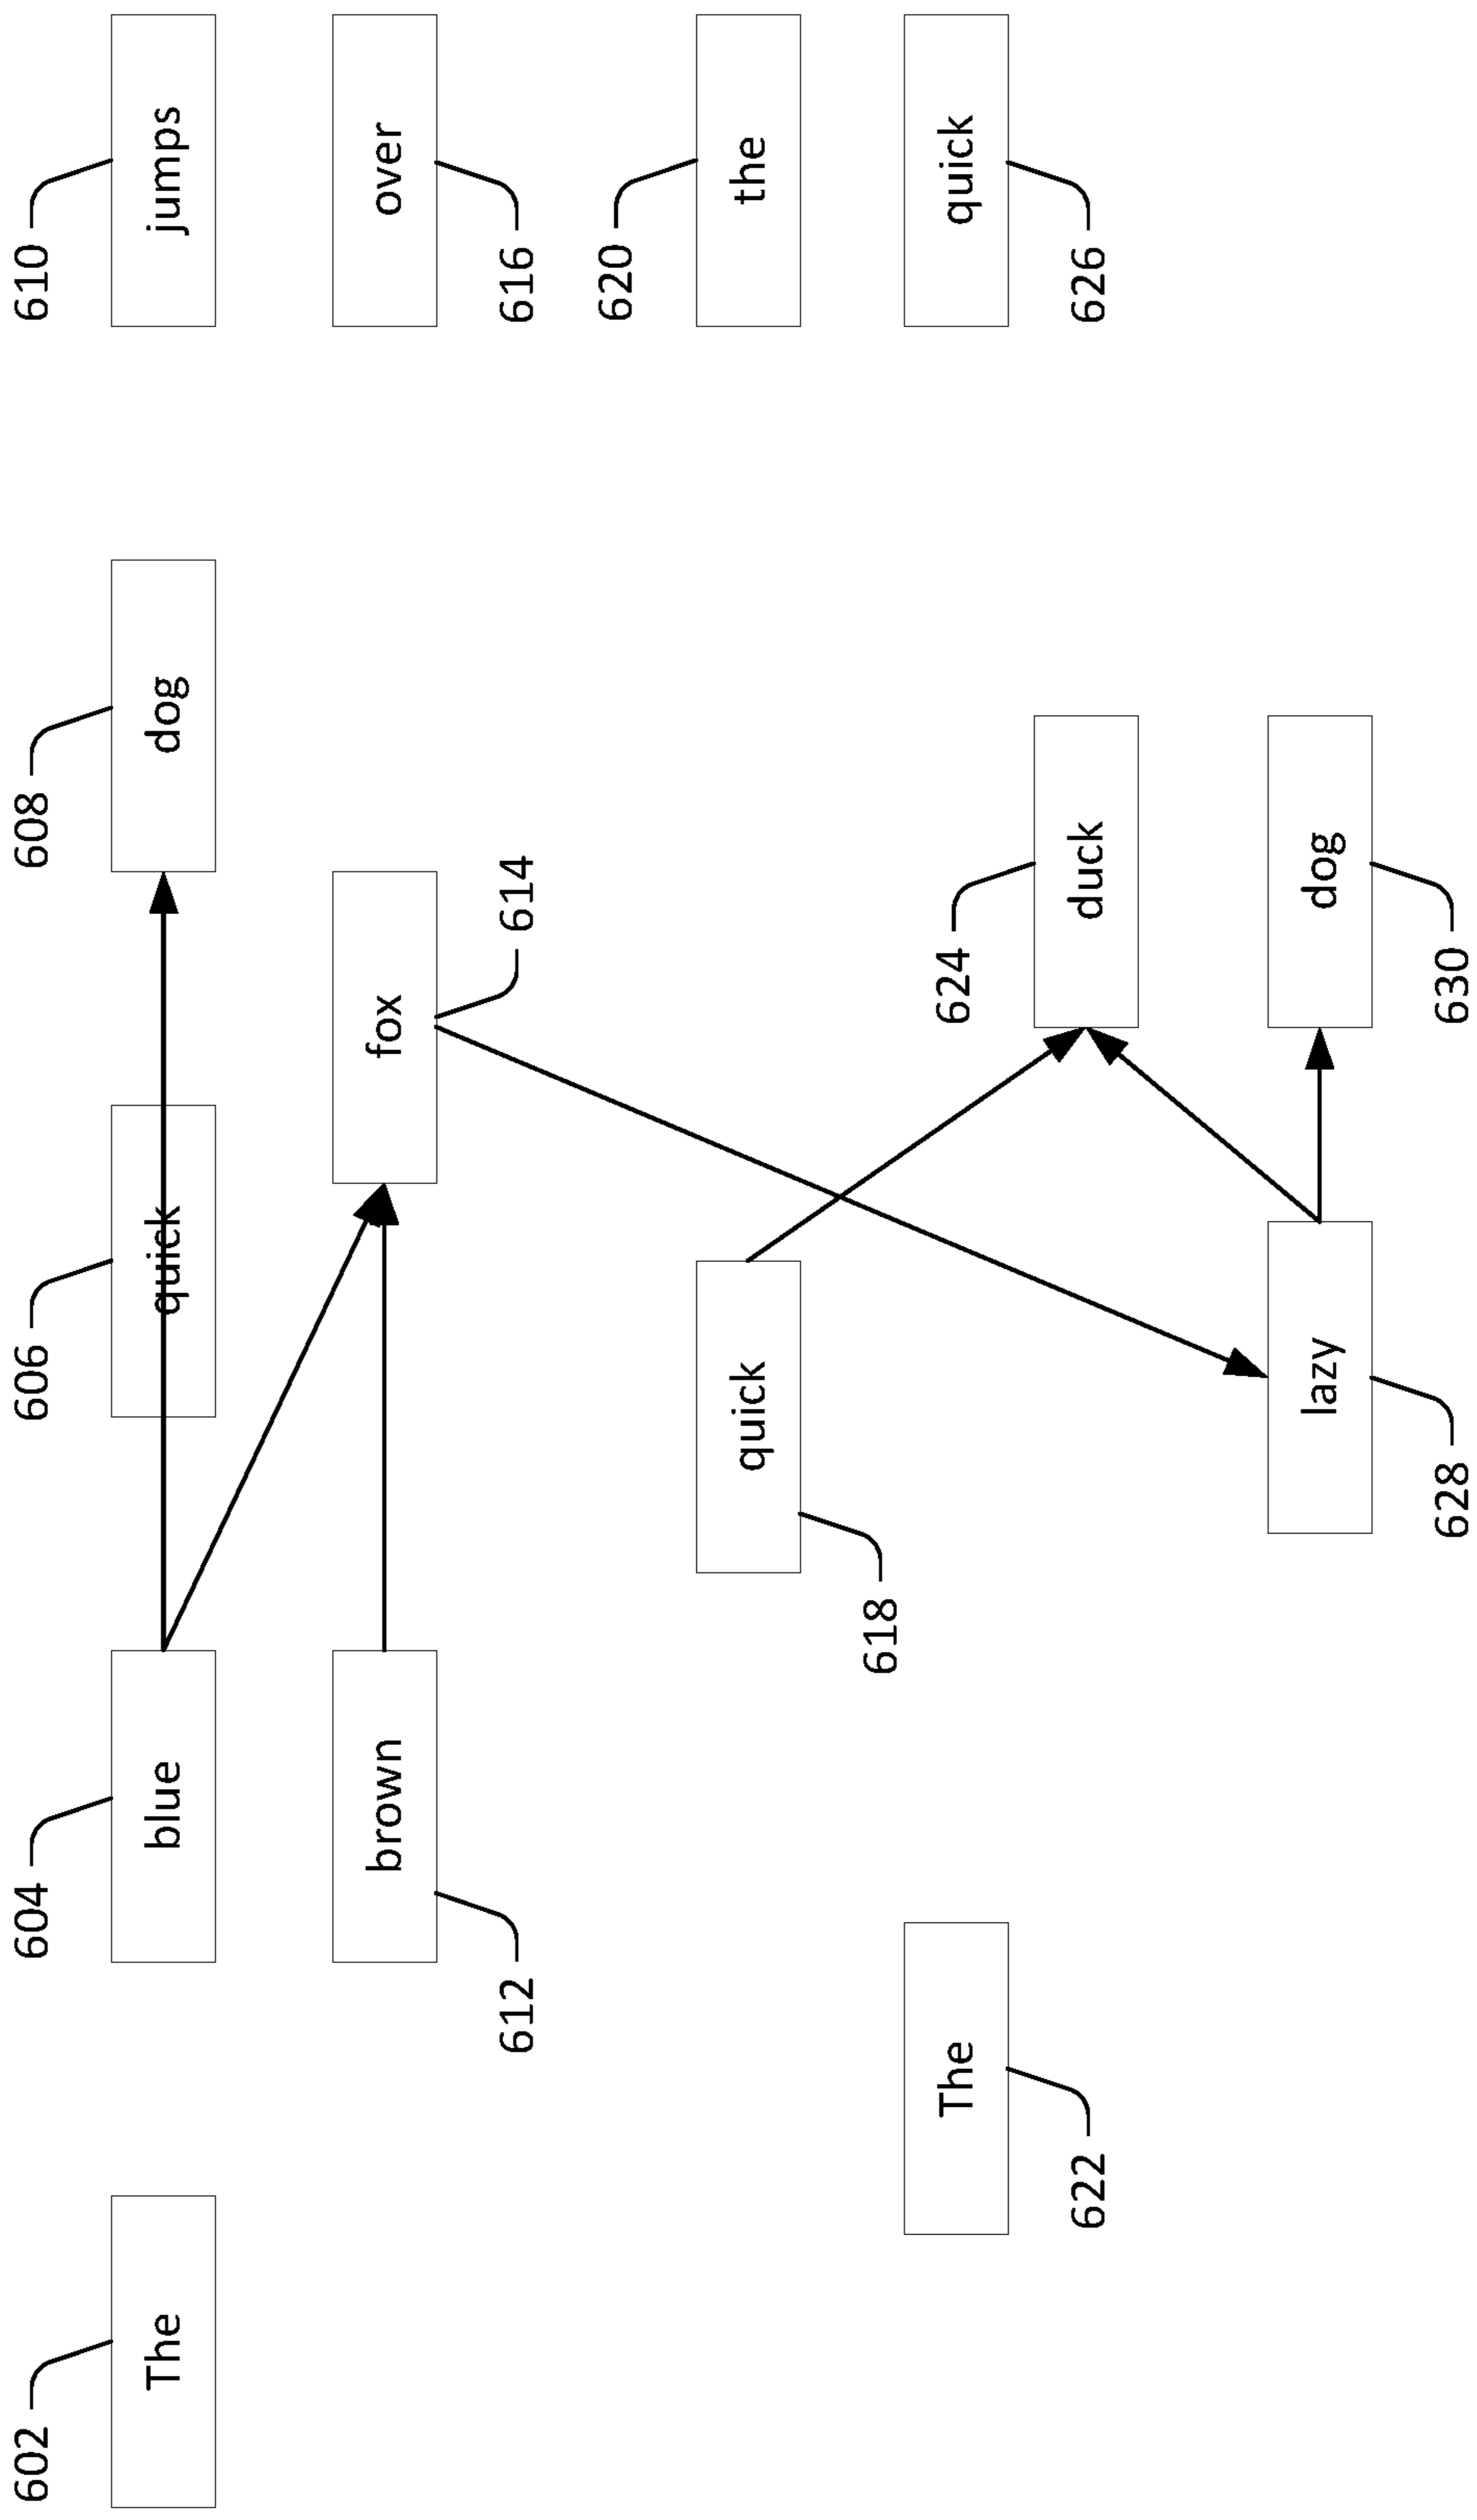 602 604 606 608 610
The blue quick dog jumps
brown fox over
612 614 616
620
quick the
618
The 624 quick
622 duck 626
lazy dog
628 630